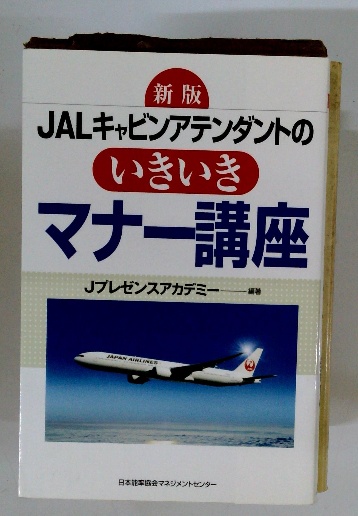 新版
JALキャビンアテンダントの
いきいき
マナー講座
Jプレゼンスアカデミー――編著
JAPAN AIRLINES
日本能率協会マネジメントセンター